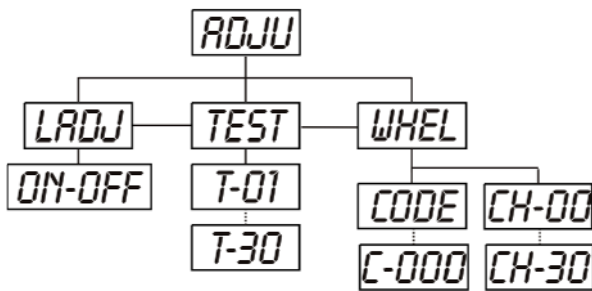 ADJU
LADJ TEST WHEL
ON-OFF T-01 CODE CH-00
T-30 C-000 CH-30